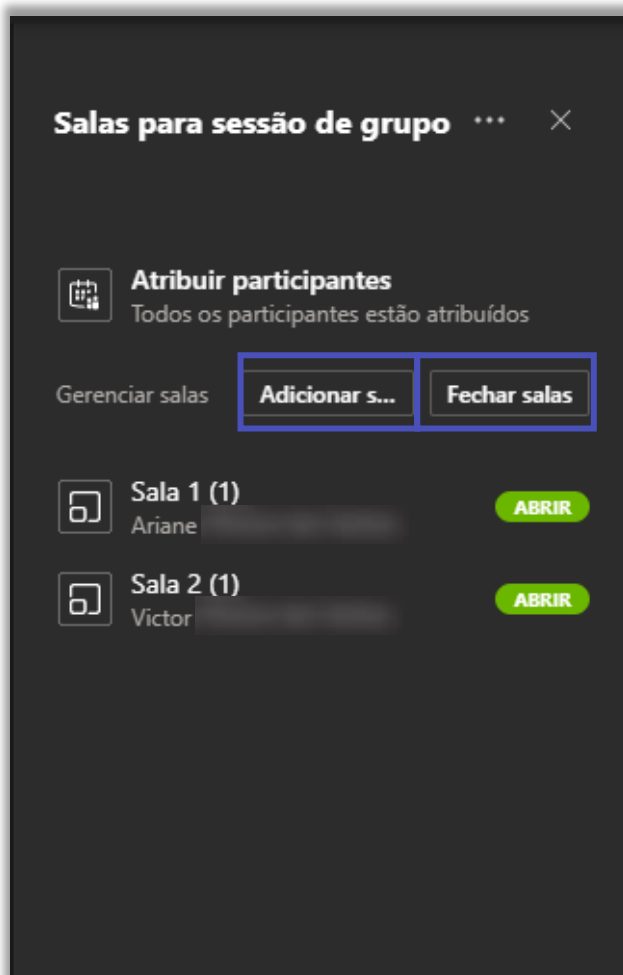 Salas para sessão de grupo ...
Atribuir participantes
Todos os participantes estão atribuídos
Gerenciar salas Adicionar s... Fechar salas
Sala 1 (1)
Ariane
ABRIR
Sala 2 (1)
Victor
ABRIR